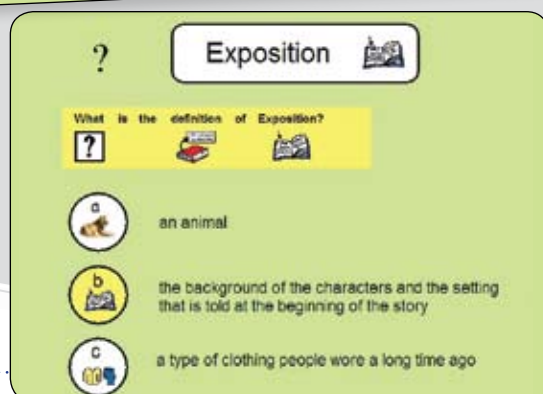 ?
Exposition
What is the definition of Exposition?
?
a
an animal
b
the background of the characters and the setting
that is told at the beginning of the story
c
a type of clothing people wore a long time ago